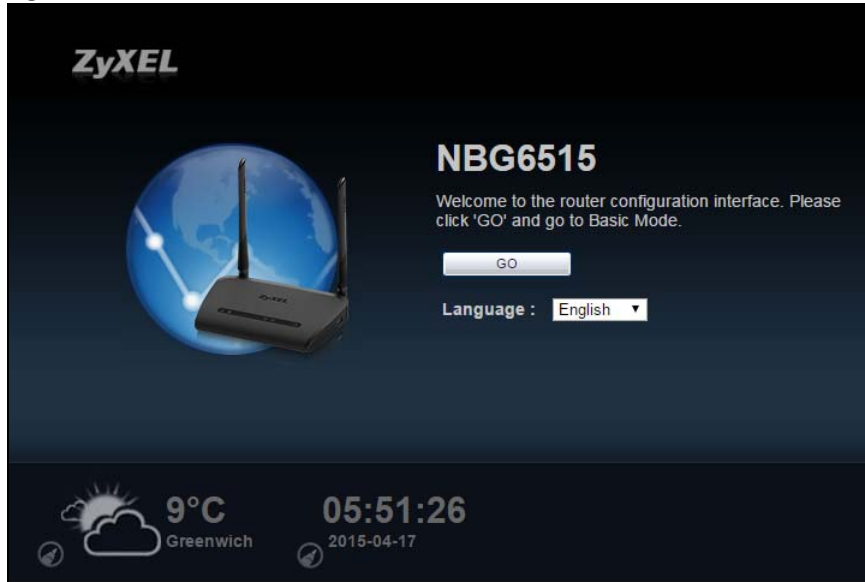 ZyXEL
NBG6515
Welcome to the router configuration interface. Please
click 'GO' and go to Basic Mode.
GO
Language : English
ZyXEL
9°C
Greenwich
05:51:26
2015-04-17